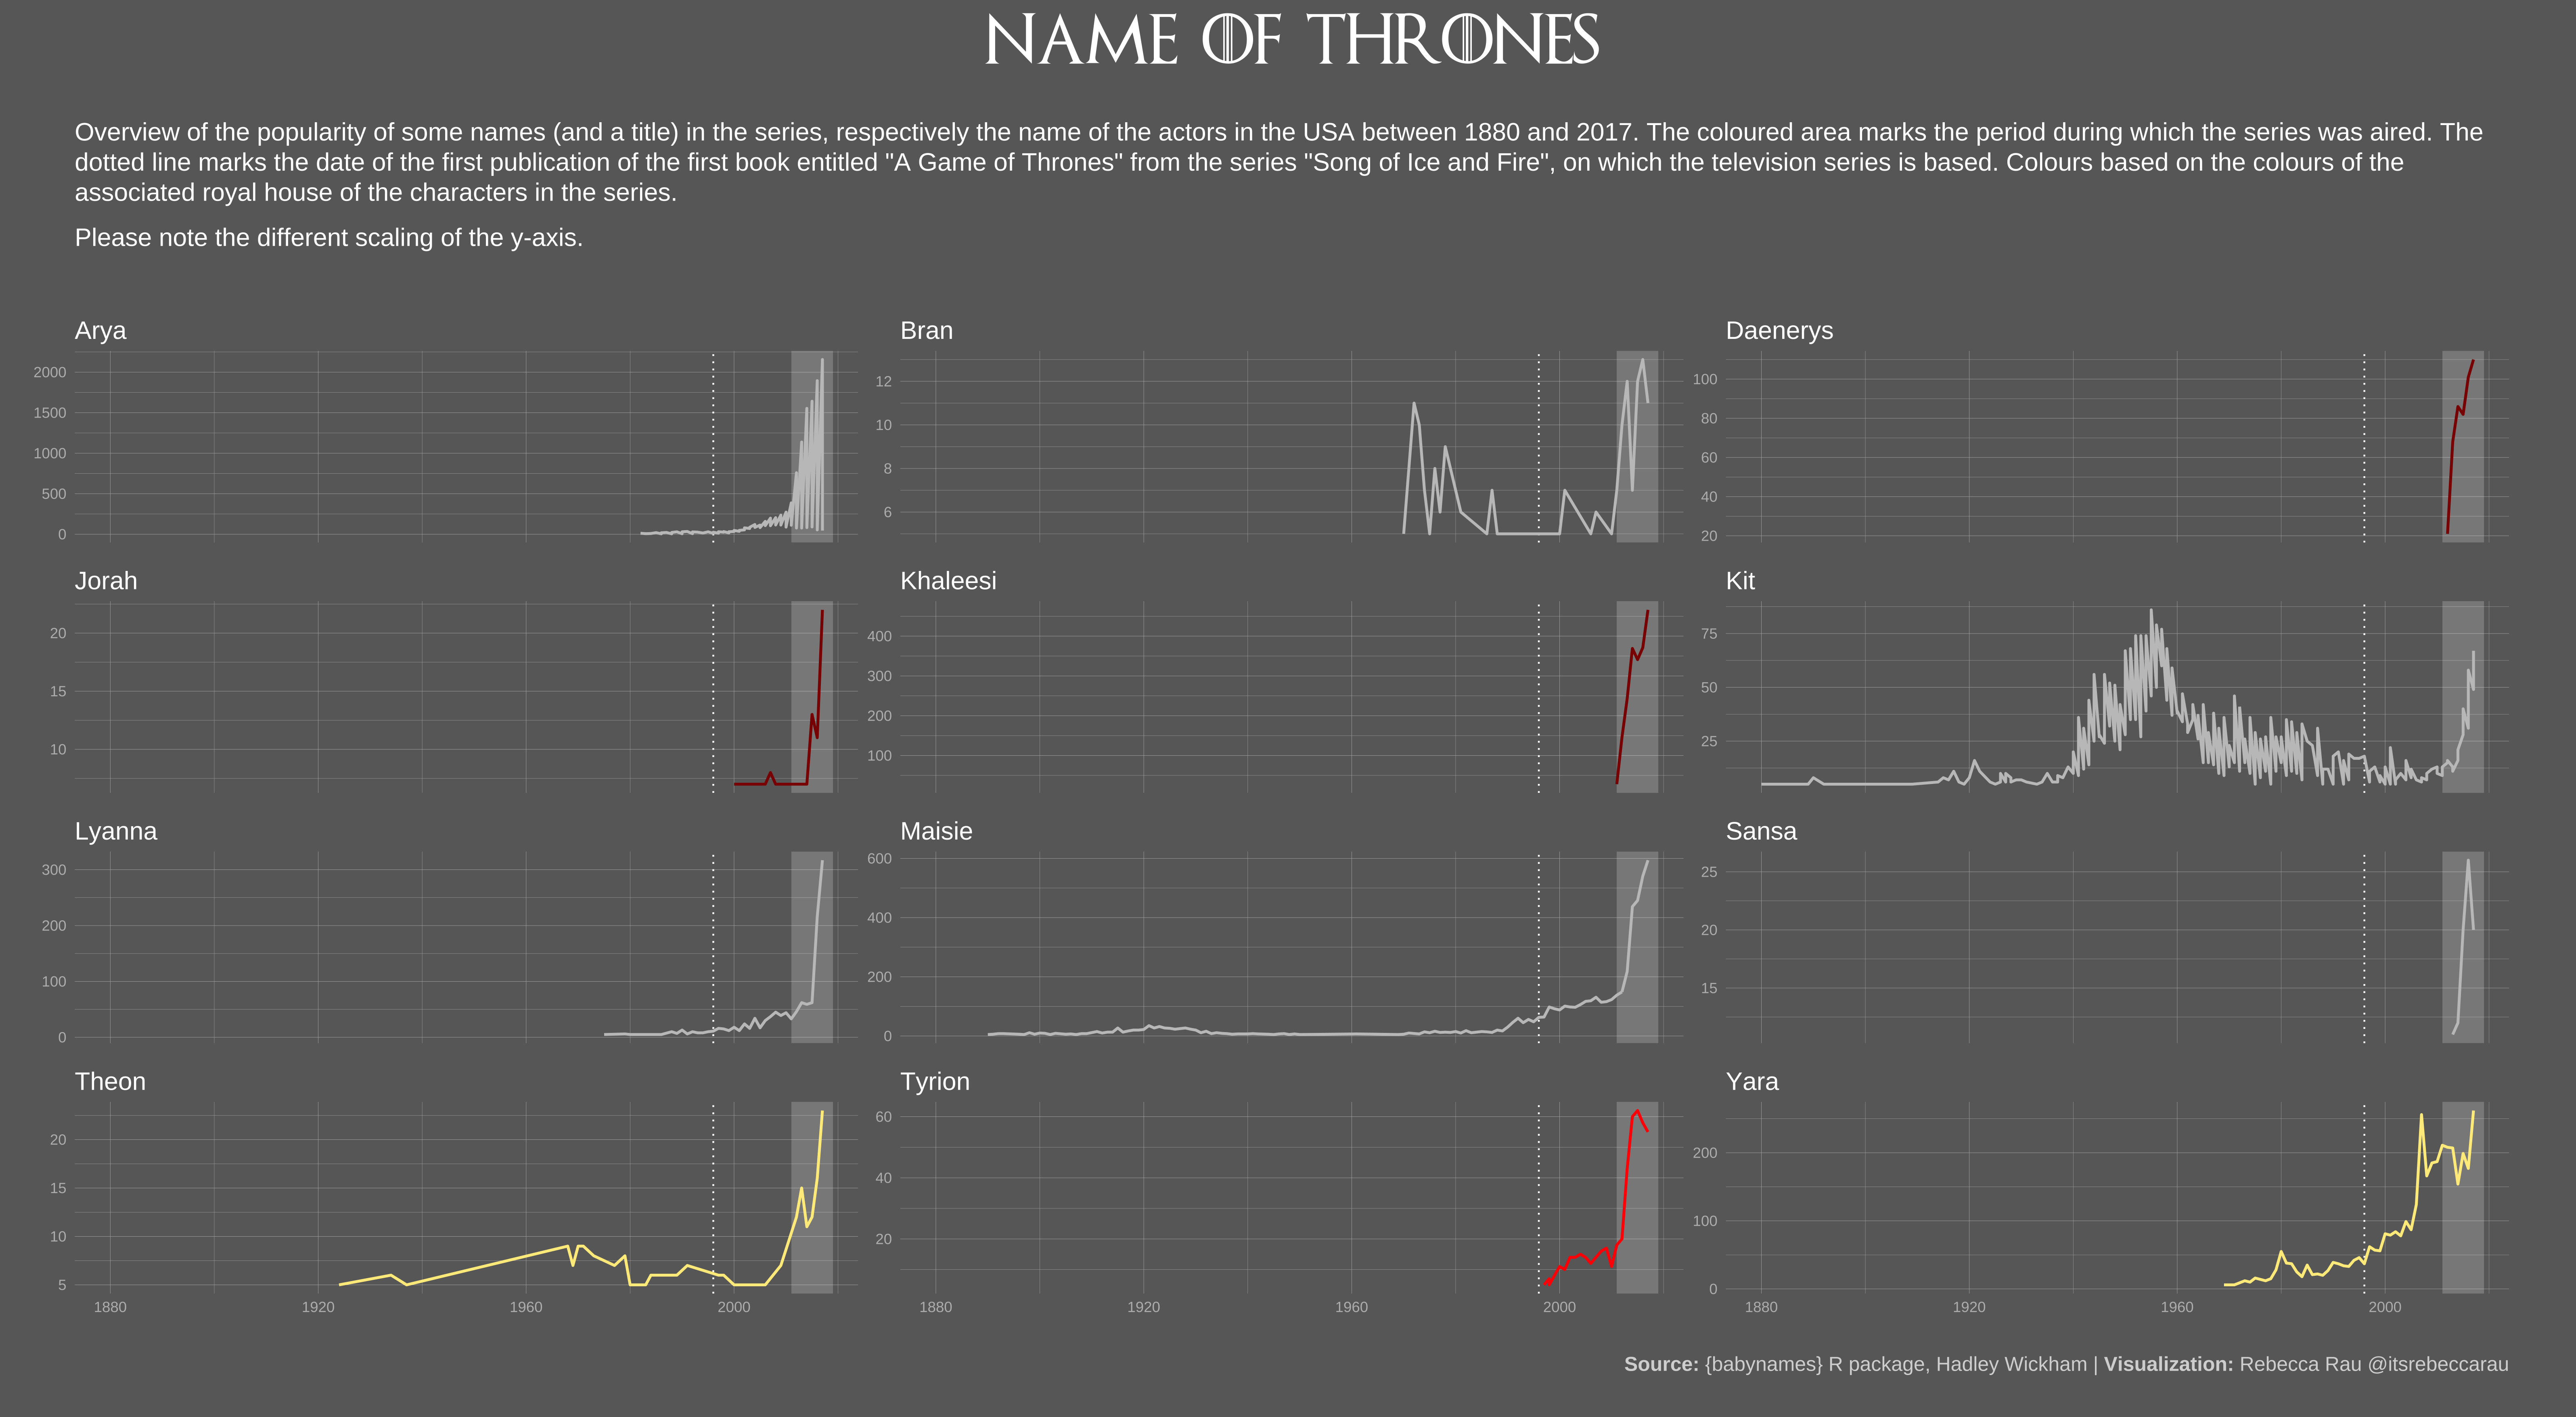 NAME OF THRONES
Overview of the popularity of some names (and a title) in the series, respectively the name of the actors in the USA between 1880 and 2017. The coloured area marks the period during which the series was aired. The
dotted line marks the date of the first publication of the first book entitled "A Game of Thrones" from the series "Song of Ice and Fire", on which the television series is based. Colours based on the colours of the
associated royal house of the characters in the series.
Please note the different scaling of the y-axis.
Arya
2000
1500
1000
500
0
Bran
12
10
8
6
Daenerys
100
80
60
40
20
Jorah
20
15
10
Khaleesi
400
300
200
100
Kit
75
50
25
Lyanna
300
200
100
0
Maisie
600
400
200
0
Sansa
25
20
15
Theon
20
15
10
5
1880 1920 1960 2000
Tyrion
60
40
20
1880 1920 1960 2000
Yara
200
100
0
1880 1920 1960 2000
Source: {babynames} R package, Hadley Wickham | Visualization: Rebecca Rau @itsrebeccarau